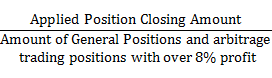 Applied Position Closing Amount
Amount of General Positions and arbitrage
trading positions with over 8% profit